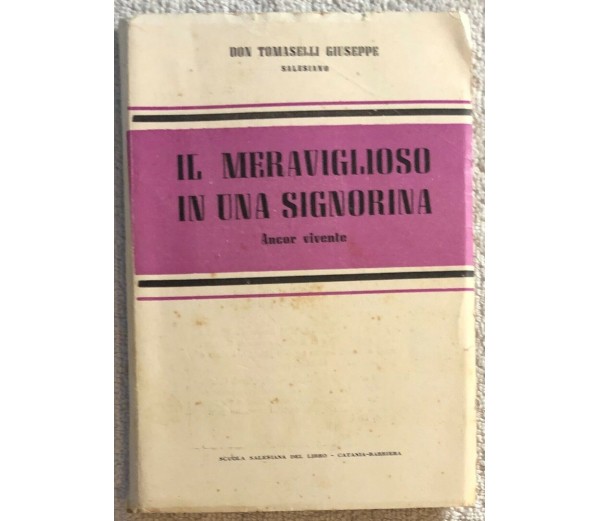 DON TOMASELLI GIUSEPPE
SALESIANO
IL MERAVIGLIOSO
IN UNA SIGNORINA
Ancor vivente
SCUOLA SALESIANA DEL LIBRO - CATANIA-BARRIERA